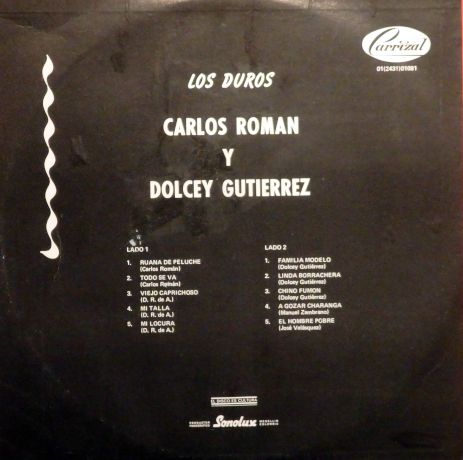 Carrizal
01(2431)01081
LOS DUROS
CARLOS ROMAN
Y
DOLCEY GUTIERREZ
LADO 1
1. RUANA DE PELUCHE
(Carlos Román)
2. TODO SE VA
(Carlos Román)
3. VIEJO CAPRICHOSO
(D. R. de A.)
4. MI TALLA
(D. R. de A.)
5. MI LOCURA
(D. R. de A.)
LADO 2
1. FAMILIA MODELO
(Dolcey Gutiérrez)
2. LINDA BORRACHERA
(Dolcey Gutiérrez)
3. CHINO FUMON
(Dolcey Gutiérrez)
4. A GOZAR CHARANGA
(Manuel Zambrano)
5. EL HOMBRE POBRE
(José Velásquez)
EL DISCO ES CULTURA
Sonolux
MEDELLIN
COLOMBIA